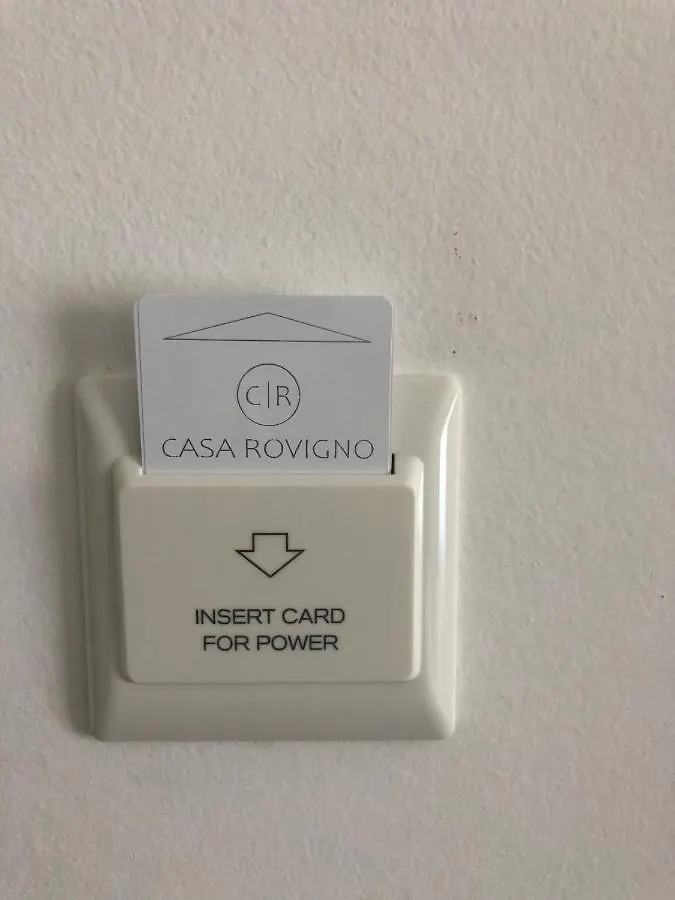 C|R
CASA ROVIGNO
INSERT CARD
FOR POWER